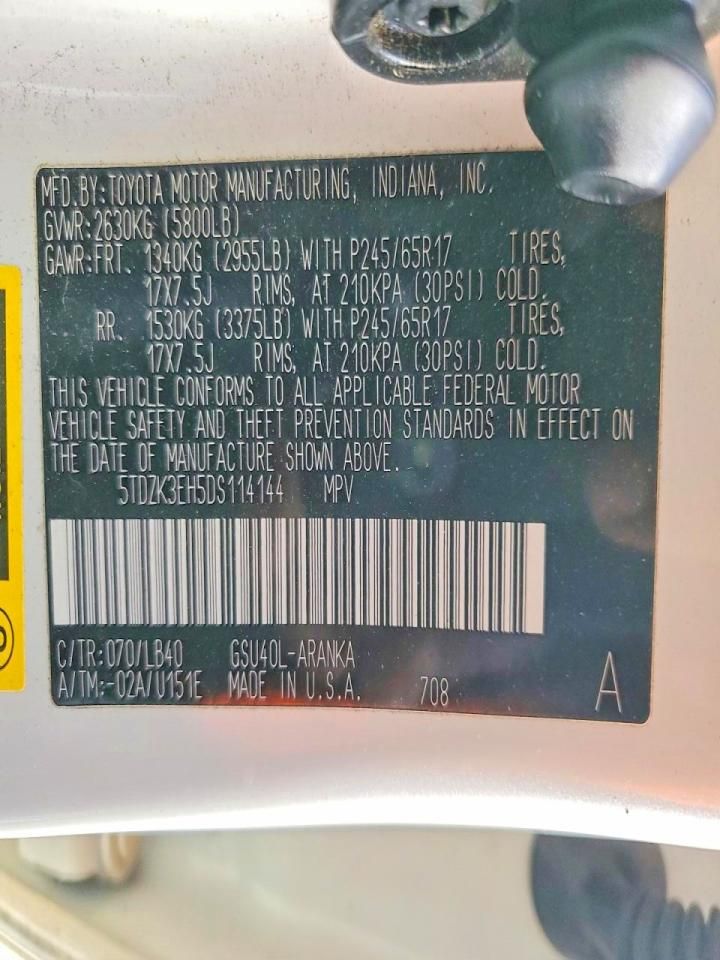 MFD.BY:TOYOTA MOTOR MANUFACTURING, INDIANA, INC.
GVWR:2630KG (5800LB)
GAWR:FRT. 1340KG (2955LB) WITH P245/65R17 TIRES,
17X7.5J RIMS, AT 210KPA (30PSI) COLD.
RR. 1530KG (3375LB) WITH P245/65R17 TIRES,
17X7.5J RIMS, AT 210KPA (30PSI) COLD.
THIS VEHICLE CONFORMS TO ALL APPLICABLE FEDERAL MOTOR
VEHICLE SAFETY AND THEFT PREVENTION STANDARDS IN EFFECT ON
THE DATE OF MANUFACTURE SHOWN ABOVE.
5TDZK3EH5DS114144 MPV
C/TR:070/LB40 GSU40L-ARANKA
A/TM:-02A/U151E MADE IN U.S.A. 708 A